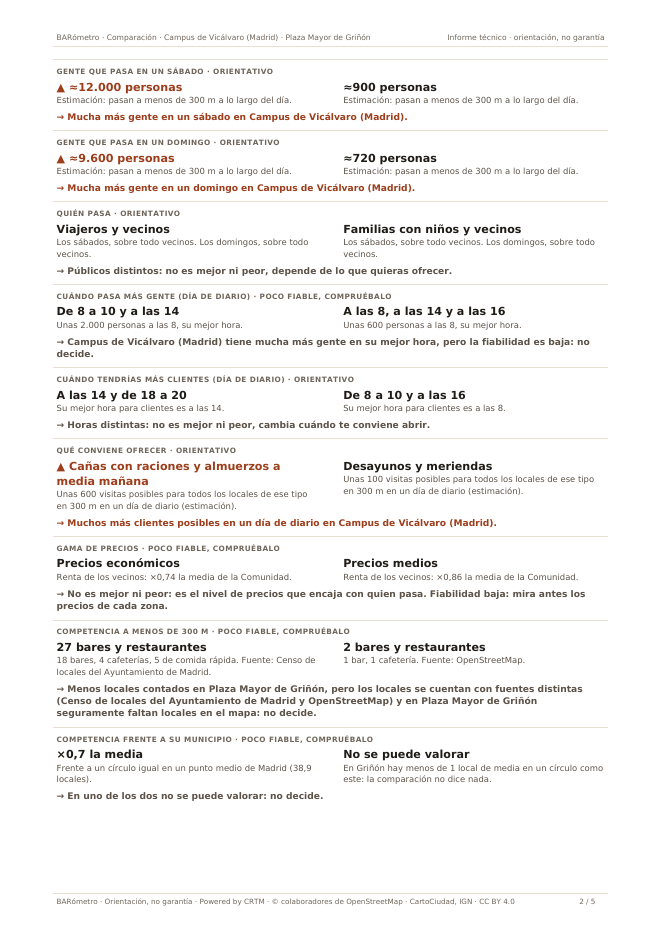 BARómetro · Comparación · Campus de Vicálvaro (Madrid) · Plaza Mayor de Griñón
Informe técnico · orientación, no garantía
GENTE QUE PASA EN UN SÁBADO · ORIENTATIVO
▲ ≈12.000 personas
Estimación: pasan a menos de 300 m a lo largo del día.
≈900 personas
Estimación: pasan a menos de 300 m a lo largo del día.
→ Mucha más gente en un sábado en Campus de Vicálvaro (Madrid).
GENTE QUE PASA EN UN DOMINGO · ORIENTATIVO
▲ ≈9.600 personas
Estimación: pasan a menos de 300 m a lo largo del día.
≈720 personas
Estimación: pasan a menos de 300 m a lo largo del día.
→ Mucha más gente en un domingo en Campus de Vicálvaro (Madrid).
QUIÉN PASA · ORIENTATIVO
Viajeros y vecinos
Los sábados, sobre todo vecinos. Los domingos, sobre todo
vecinos.
Familias con niños y vecinos
Los sábados, sobre todo vecinos. Los domingos, sobre todo
vecinos.
→ Públicos distintos: no es mejor ni peor, depende de lo que quieras ofrecer.
CUÁNDO PASA MÁS GENTE (DÍA DE DIARIO) · POCO FIABLE, COMPRUÉBALO
De 8 a 10 y a las 14
Unas 2.000 personas a las 8, su mejor hora.
A las 8, a las 14 y a las 16
Unas 600 personas a las 8, su mejor hora.
→ Campus de Vicálvaro (Madrid) tiene mucha más gente en su mejor hora, pero la fiabilidad es baja: no
decide.
CUÁNDO TENDRÍAS MÁS CLIENTES (DÍA DE DIARIO) · ORIENTATIVO
A las 14 y de 18 a 20
Su mejor hora para clientes es a las 14.
De 8 a 10 y a las 16
Su mejor hora para clientes es a las 8.
→ Horas distintas: no es mejor ni peor, cambia cuándo te conviene abrir.
QUÉ CONVIENE OFRECER · ORIENTATIVO
▲ Cañas con raciones y almuerzos a
media mañana
Unas 600 visitas posibles para todos los locales de ese tipo
en 300 m en un día de diario (estimación).
Desayunos y meriendas
Unas 100 visitas posibles para todos los locales de ese tipo
en 300 m en un día de diario (estimación).
→ Muchos más clientes posibles en un día de diario en Campus de Vicálvaro (Madrid).
GAMA DE PRECIOS · POCO FIABLE, COMPRUÉBALO
Precios económicos
Renta de los vecinos: ×0,74 la media de la Comunidad.
Precios medios
Renta de los vecinos: ×0,86 la media de la Comunidad.
→ No es mejor ni peor: es el nivel de precios que encaja con quien pasa. Fiabilidad baja: mira antes los
precios de cada zona.
COMPETENCIA A MENOS DE 300 M · POCO FIABLE, COMPRUÉBALO
27 bares y restaurantes
18 bares, 4 cafeterías, 5 de comida rápida. Fuente: Censo de
locales del Ayuntamiento de Madrid.
2 bares y restaurantes
1 bar, 1 cafetería. Fuente: OpenStreetMap.
→ Menos locales contados en Plaza Mayor de Griñón, pero los locales se cuentan con fuentes distintas
(Censo de locales del Ayuntamiento de Madrid y OpenStreetMap) y en Plaza Mayor de Griñón
seguramente faltan locales en el mapa: no decide.
COMPETENCIA FRENTE A SU MUNICIPIO · POCO FIABLE, COMPRUÉBALO
×0,7 la media
Frente a un círculo igual en un punto medio de Madrid (38,9
locales).
No se puede valorar
En Griñón hay menos de 1 local de media en un círculo como
este: la comparación no dice nada.
→ En uno de los dos no se puede valorar: no decide.
BARómetro · Orientación, no garantía · Powered by CRTM · © colaboradores de OpenStreetMap · CartoCiudad, IGN · CC BY 4.0
2 / 5